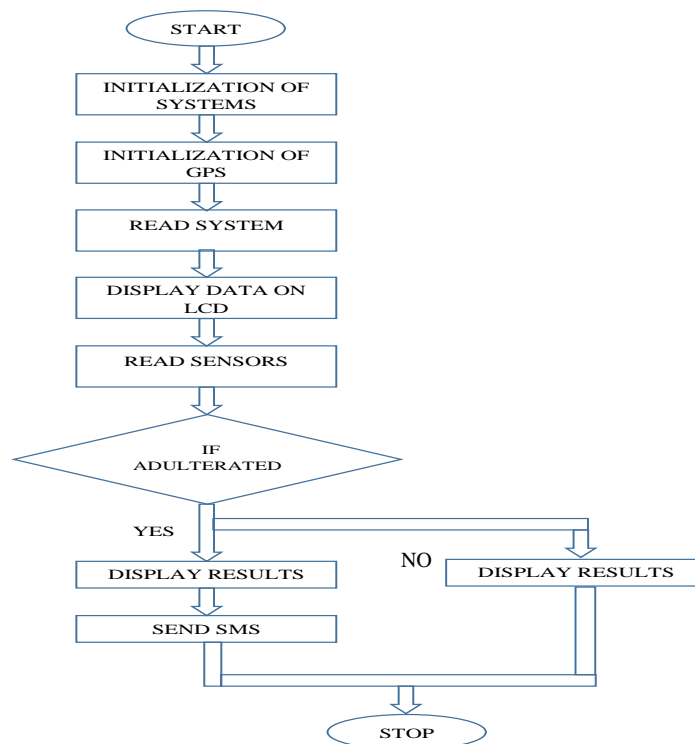 START
INITIALIZATION OF
SYSTEMS
INITIALIZATION OF
GPS
READ SYSTEM
DISPLAY DATA ON
LCD
READ SENSORS
IF
ADULTERATED
YES
NO
DISPLAY RESULTS
DISPLAY RESULTS
SEND SMS
STOP